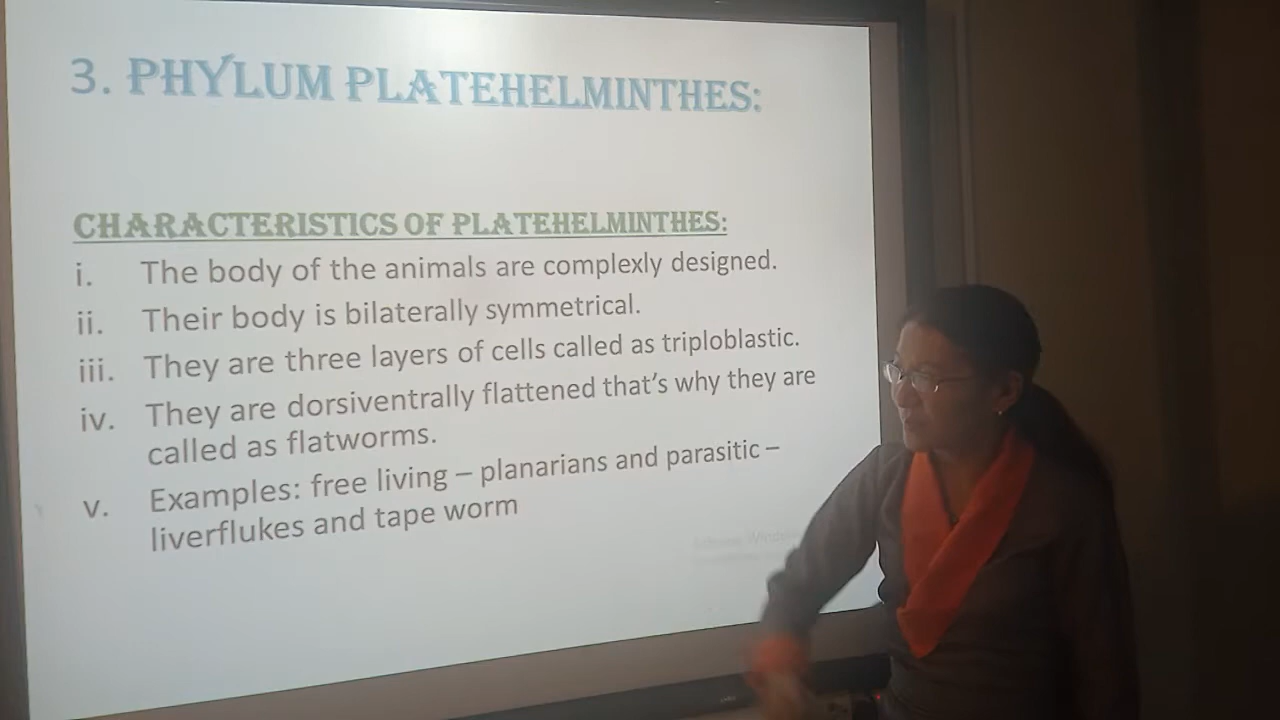 3. PHYLUM PLATEHELMINTHES:
CHARACTERISTICS OF PLATEHELMINTHES:
i. The body of the animals are complexly designed.
ii. Their body is bilaterally symmetrical.
iii. They are three layers of cells called as triploblastic.
iv. They are dorsiventrally flattened that's why they are
called as flatworms.
v. Examples: free living – planarians and parasitic –
liverflukes and tape worm